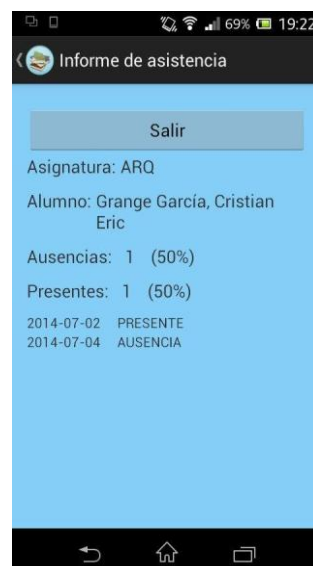 69% 19:22
Informe de asistencia
Salir
Asignatura: ARQ
Alumno: Grange García, Cristian
Eric
Ausencias: 1 (50%)
Presentes: 1 (50%)
2014-07-02 PRESENTE
2014-07-04 AUSENCIA